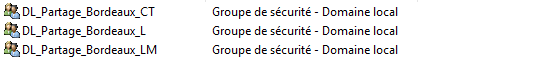 DL_Partage_Bordeaux_CT Groupe de sécurité - Domaine local
DL_Partage_Bordeaux_L Groupe de sécurité - Domaine local
DL_Partage_Bordeaux_LM Groupe de sécurité - Domaine local